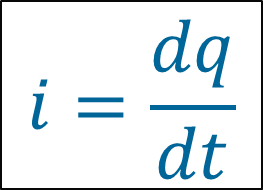 i = dq/dt